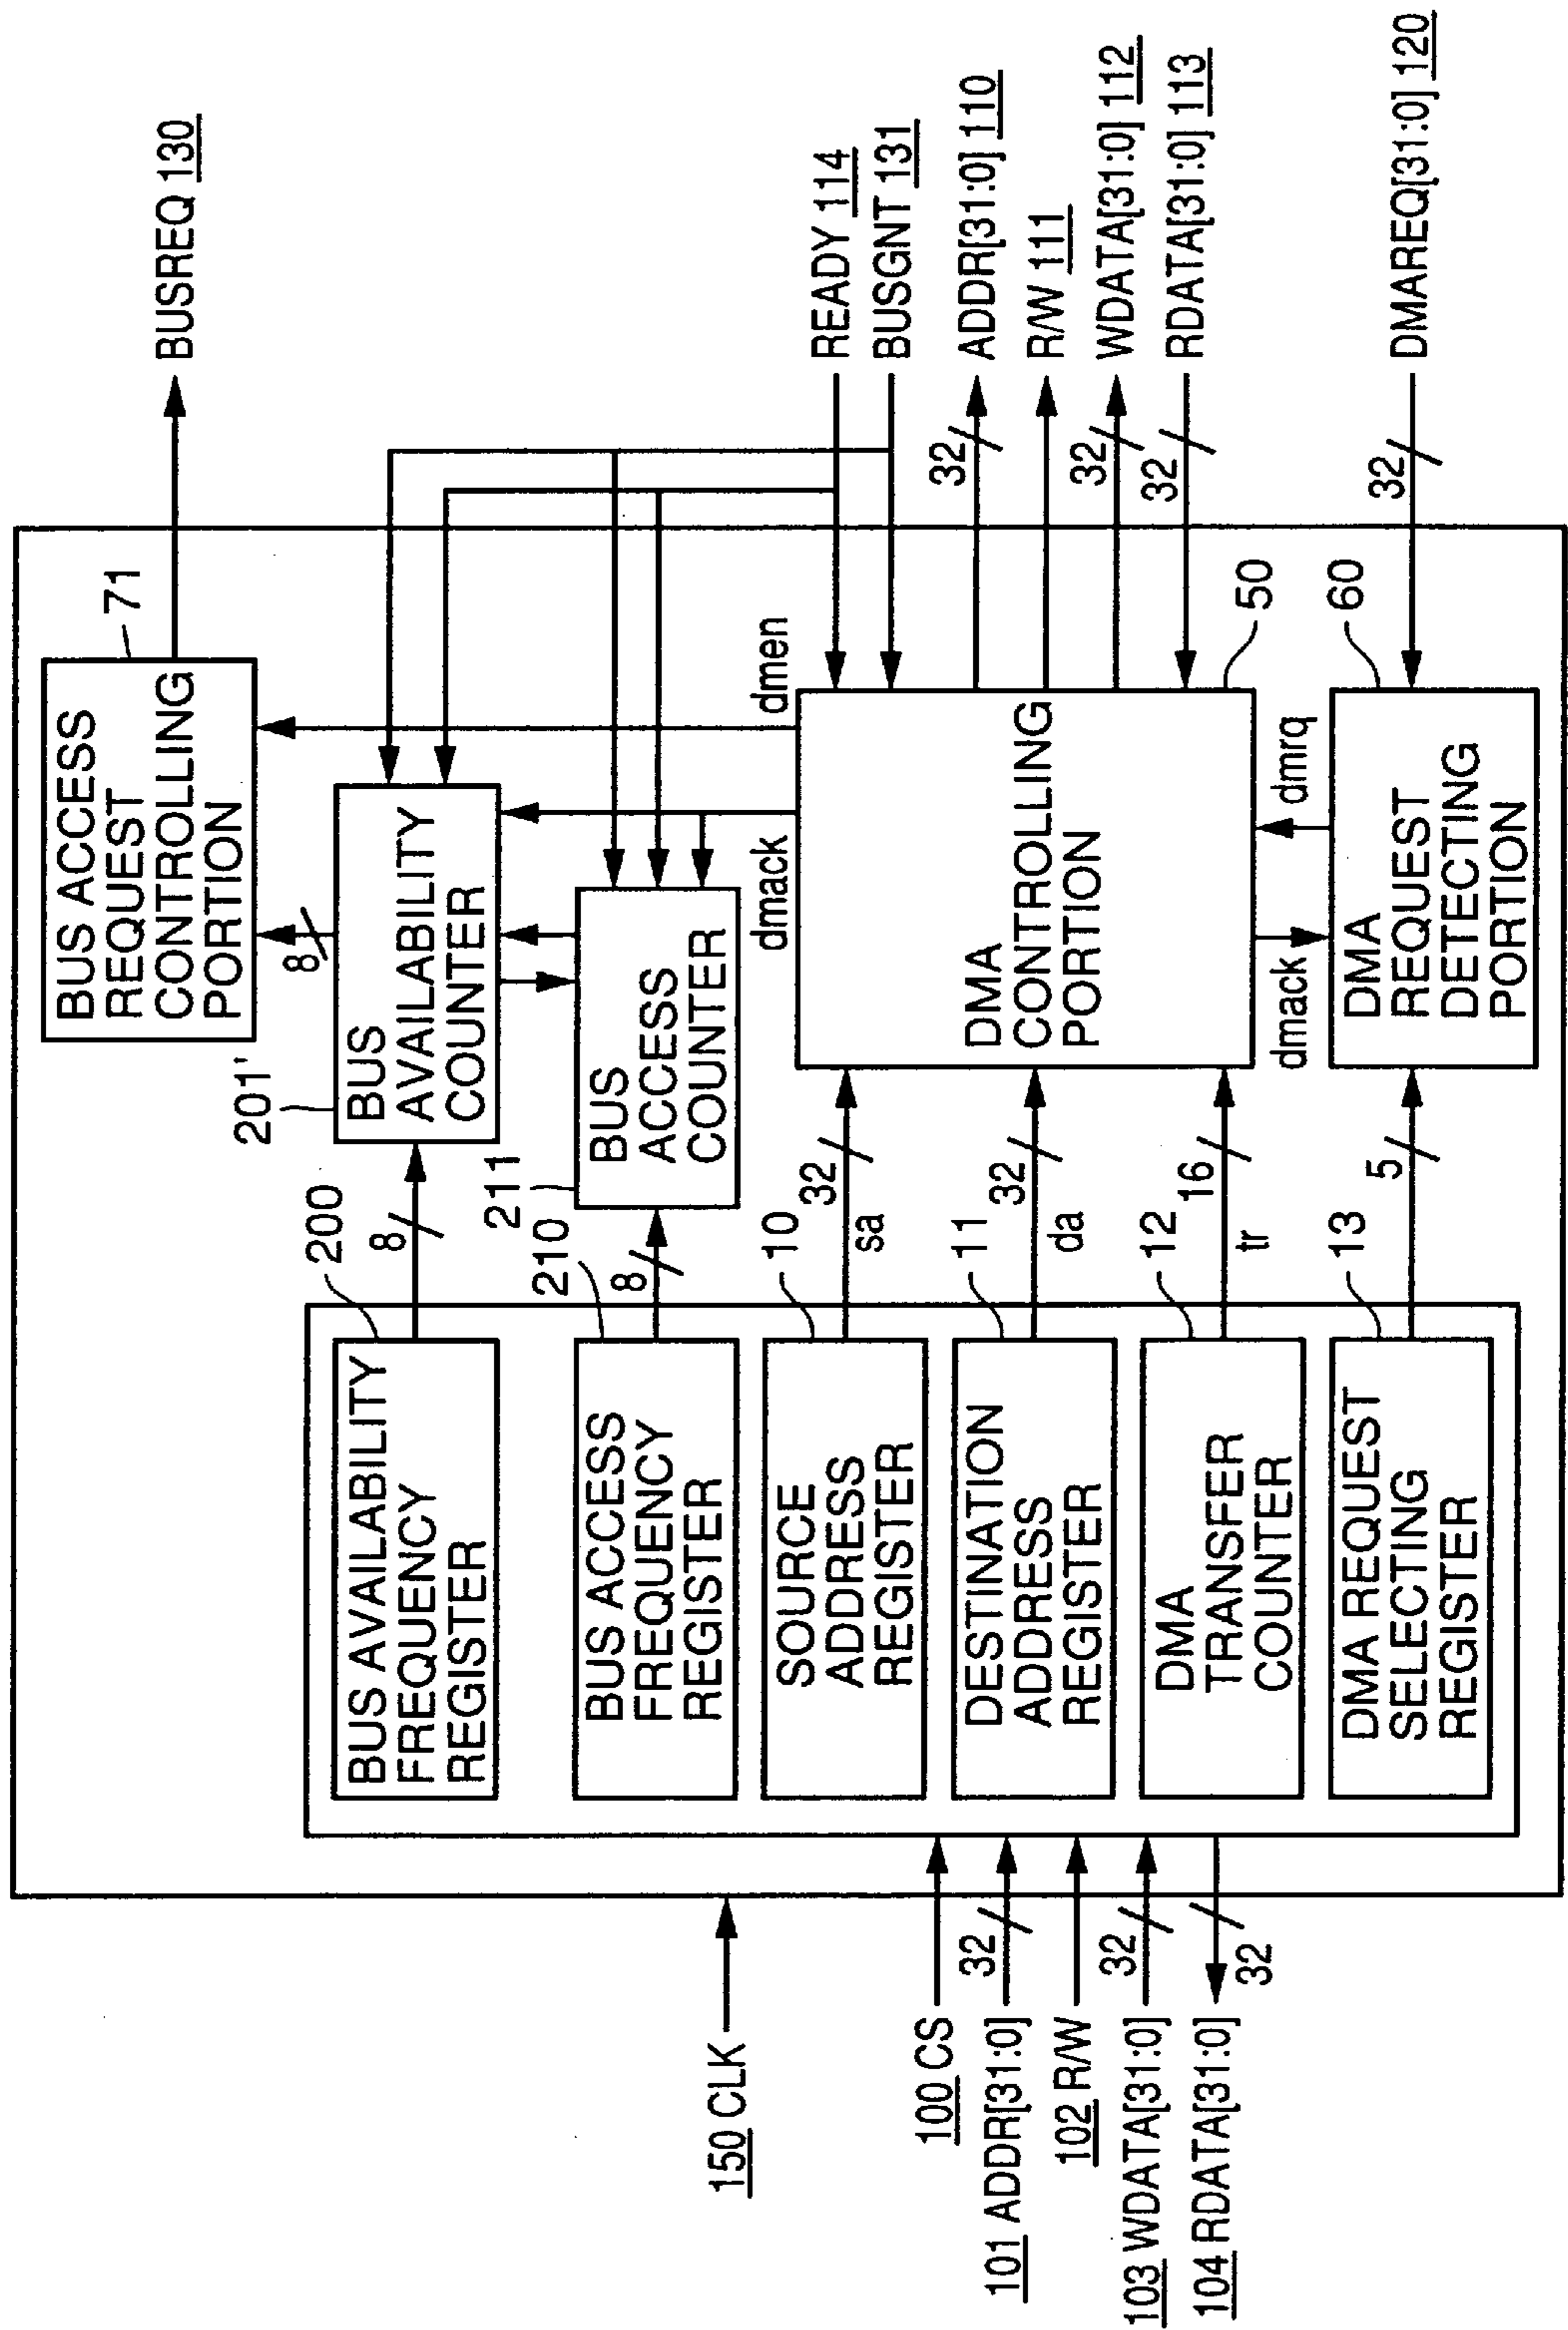 BUSREQ 130
BUS ACCESS
REQUEST
CONTROLLING
PORTION
71
8
201'
BUS
AVAILABILITY
COUNTER
200
8
BUS AVAILABILITY
FREQUENCY
REGISTER
211
BUS
ACCESS
COUNTER
210
8
BUS ACCESS
FREQUENCY
REGISTER
dmack
dmen
READY 114
BUSGNT 131
32
ADDR[31:0] 110
R/W 111
32
WDATA[31:0] 112
32
RDATA[31:0] 113
DMA
CONTROLLING
PORTION
50
10
32
sa
SOURCE
ADDRESS
REGISTER
11
32
da
DESTINATION
ADDRESS
REGISTER
12
16
tr
DMA
TRANSFER
COUNTER
dmack
dmrq
60
DMA
REQUEST
DETECTING
PORTION
32
DMAREQ[31:0] 120
13
5
DMA REQUEST
SELECTING
REGISTER
150 CLK
100 CS
101 ADDR[31:0]
32
102 R/W
103 WDATA[31:0]
32
104 RDATA[31:0]
32